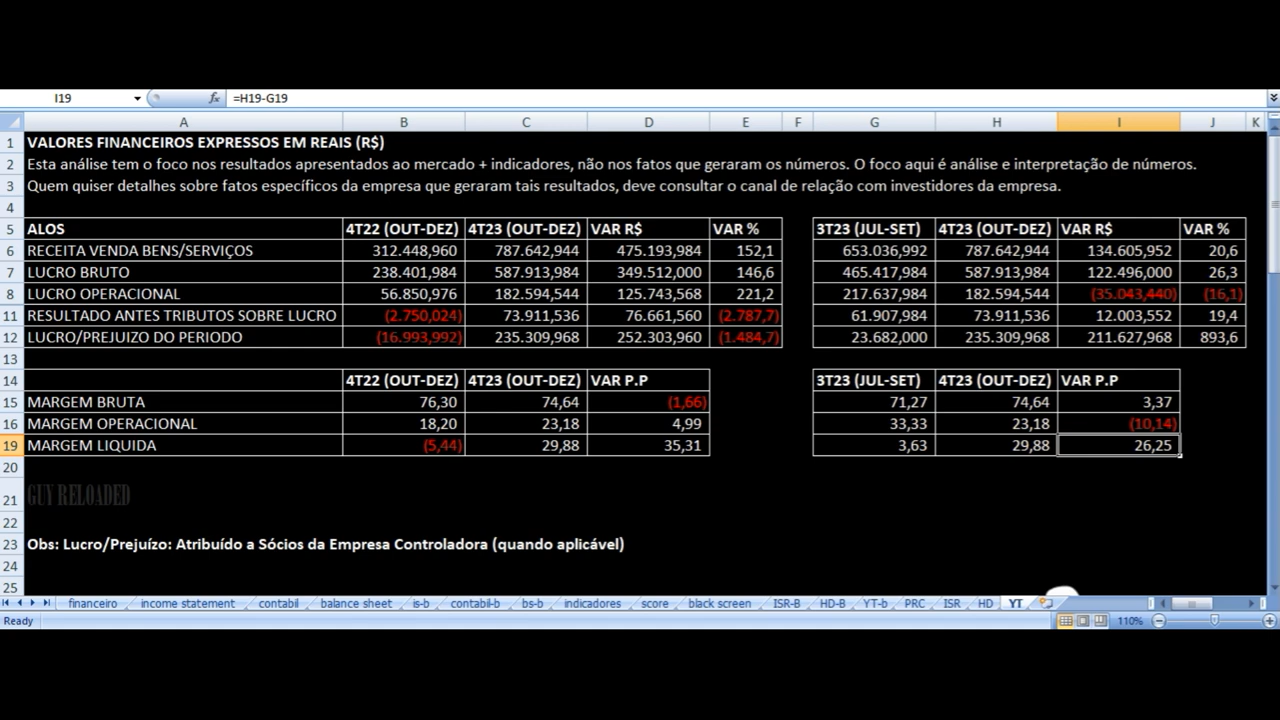 I19 fx =H19-G19
A B C D E F G H I J K
1 VALORES FINANCEIROS EXPRESSOS EM REAIS (R$)
2 Esta análise tem o foco nos resultados apresentados ao mercado + indicadores, não nos fatos que geraram os números. O foco aqui é análise e interpretação de números.
3 Quem quiser detalhes sobre fatos específicos da empresa que geraram tais resultados, deve consultar o canal de relação com investidores da empresa.
4
5 ALOS 4T22 (OUT-DEZ) 4T23 (OUT-DEZ) VAR R$ VAR % 3T23 (JUL-SET) 4T23 (OUT-DEZ) VAR R$ VAR %
6 RECEITA VENDA BENS/SERVIÇOS 312.448,960 787.642,944 475.193,984 152,1 653.036,992 787.642,944 134.605,952 20,6
7 LUCRO BRUTO 238.401,984 587.913,984 349.512,000 146,6 465.417,984 587.913,984 122.496,000 26,3
8 LUCRO OPERACIONAL 56.850,976 182.594,544 125.743,568 221,2 217.637,984 182.594,544 (35.043,440) (16,1)
11 RESULTADO ANTES TRIBUTOS SOBRE LUCRO (2.750,024) 73.911,536 76.661,560 (2.787,7) 61.907,984 73.911,536 12.003,552 19,4
12 LUCRO/PREJUIZO DO PERIODO (16.993,992) 235.309,968 252.303,960 (1.484,7) 23.682,000 235.309,968 211.627,968 893,6
13
14 4T22 (OUT-DEZ) 4T23 (OUT-DEZ) VAR P.P 3T23 (JUL-SET) 4T23 (OUT-DEZ) VAR P.P
15 MARGEM BRUTA 76,30 74,64 (1,66) 71,27 74,64 3,37
16 MARGEM OPERACIONAL 18,20 23,18 4,99 33,33 23,18 (10,14)
19 MARGEM LIQUIDA (5,44) 29,88 35,31 3,63 29,88 26,25
20
21 GUY RELOADED
22
23 Obs: Lucro/Prejuízo: Atribuído a Sócios da Empresa Controladora (quando aplicável)
24
25
financeiro income statement contabil balance sheet is-b contabil-b bs-b indicadores score black screen ISR-B HD-B YT-b PRC ISR HD YT
Ready 110%